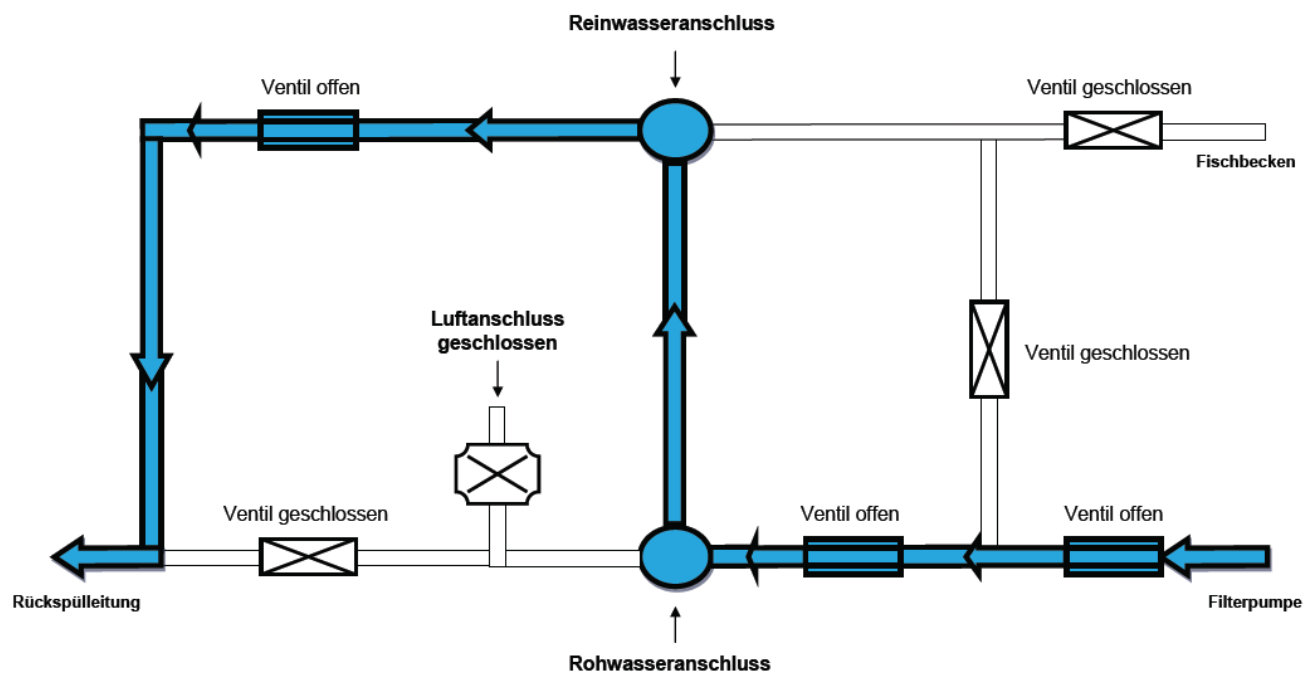 Reinwasseranschluss
Ventil offen
Ventil geschlossen
Fischbecken
Luftanschluss
geschlossen
Ventil geschlossen
Ventil geschlossen
Ventil offen
Ventil offen
Rückspülleitung
Filterpumpe
Rohwasseranschluss